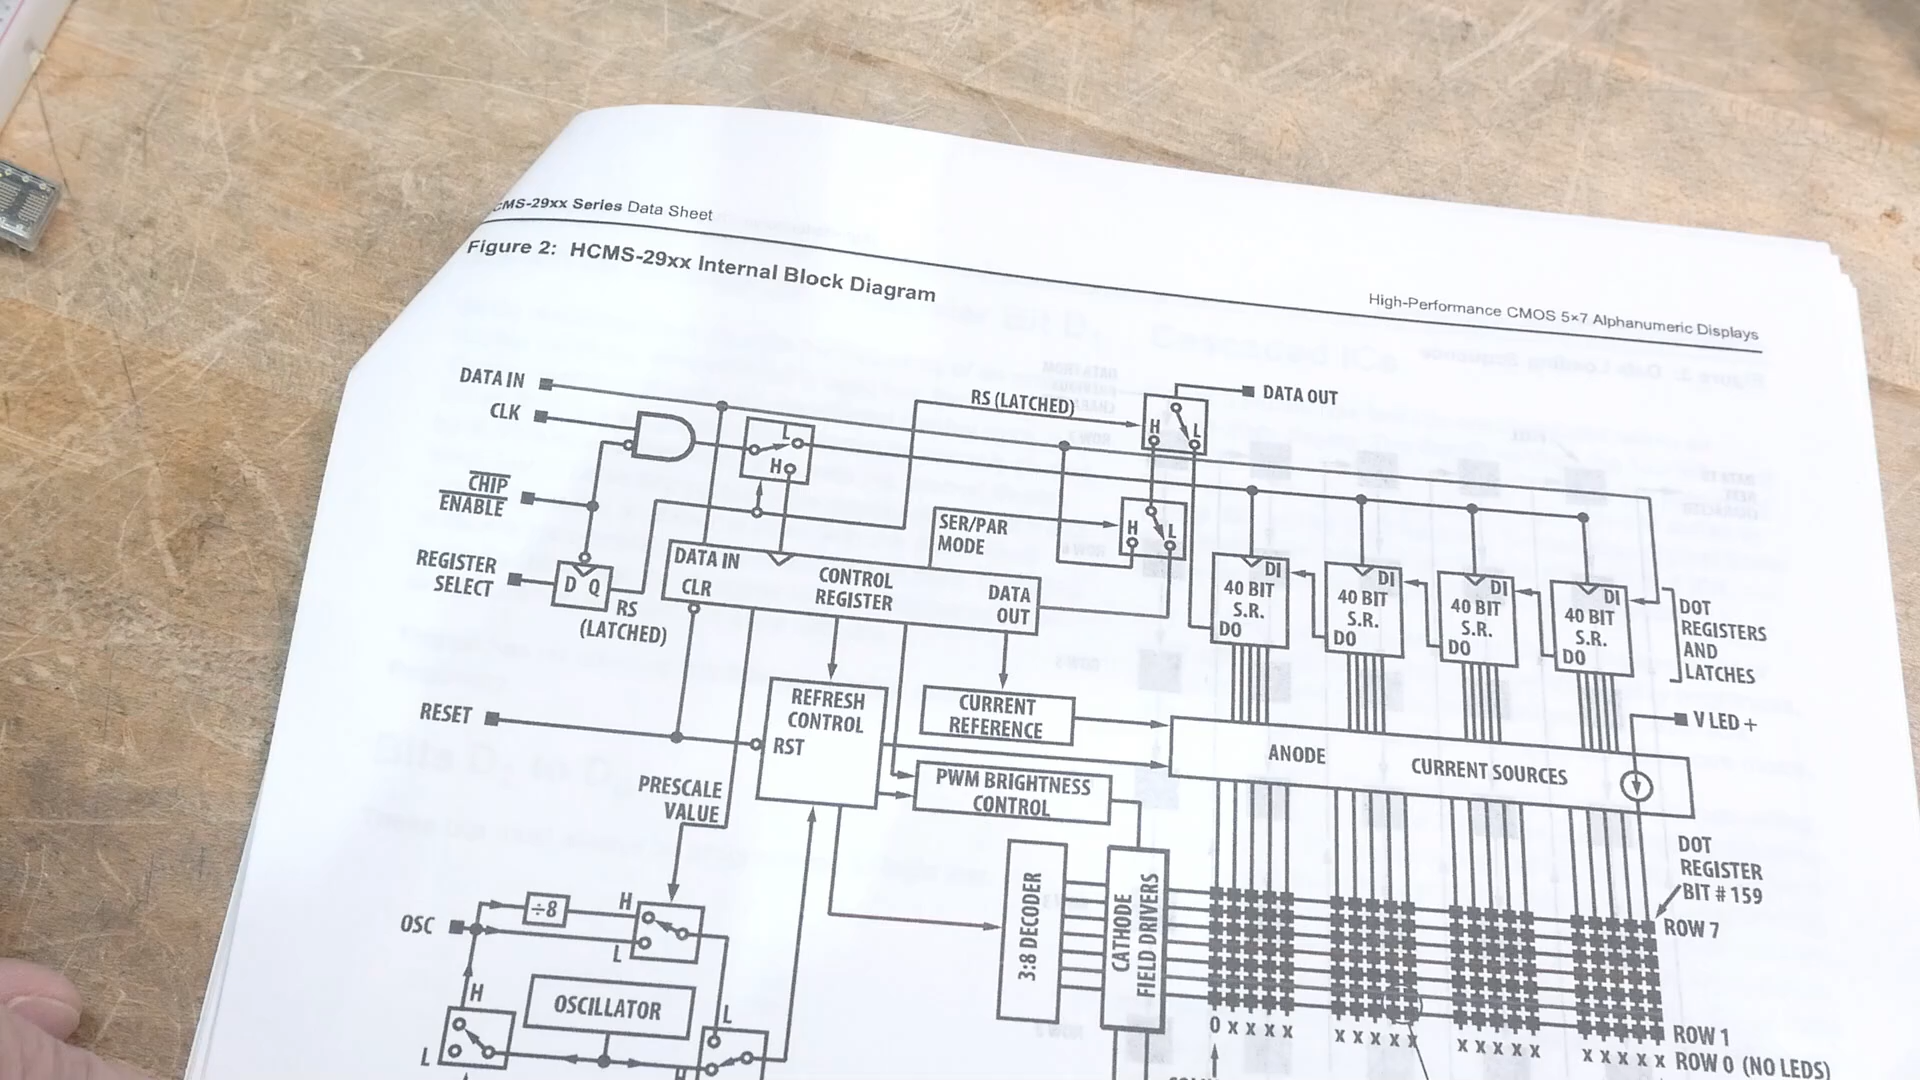 CMS-29xx Series Data Sheet
High-Performance CMOS 5×7 Alphanumeric Displays
Figure 2: HCMS-29xx Internal Block Diagram
DATA IN
CLK
CHIP
ENABLE
REGISTER
SELECT
D Q
RS
(LATCHED)
L
H
RS (LATCHED)
H
L
DATA OUT
SER/PAR
MODE
H
L
DATA IN
CLR
CONTROL
REGISTER
DATA
OUT
DI
40 BIT
S.R.
DO
DI
40 BIT
S.R.
DO
DI
40 BIT
S.R.
DO
DI
40 BIT
S.R.
DO
DOT
REGISTERS
AND
LATCHES
RESET
REFRESH
CONTROL
RST
CURRENT
REFERENCE
V LED +
ANODE
CURRENT SOURCES
PWM BRIGHTNESS
CONTROL
PRESCALE
VALUE
DOT
REGISTER
BIT # 159
3:8 DECODER
CATHODE
FIELD DRIVERS
OSC
÷8
H
L
OSCILLATOR
H
L
L
H
ROW 7
ROW 1
ROW 0 (NO LEDS)
0 x x x x
x x x x x
x x x x x
x x x x x